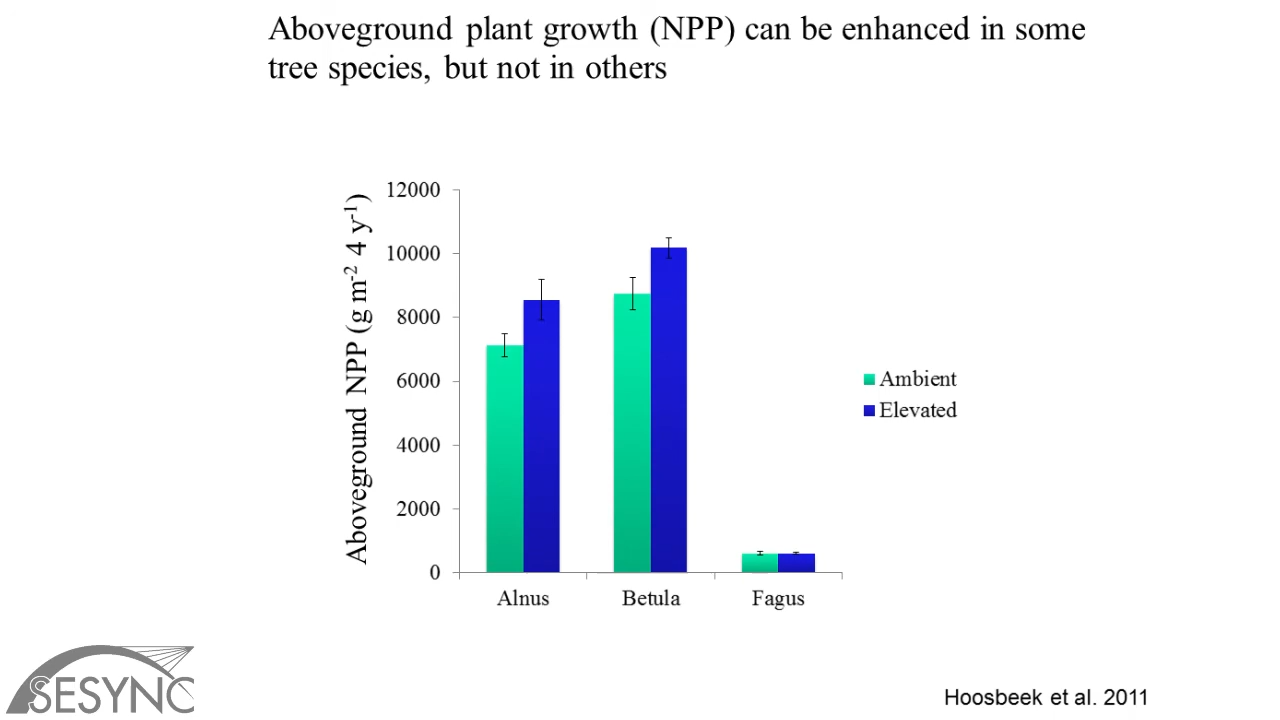 Aboveground plant growth (NPP) can be enhanced in some
tree species, but not in others
Aboveground NPP (g m⁻² 4 y⁻¹)
12000
10000
8000
6000
4000
2000
0
Alnus
Betula
Fagus
Ambient
Elevated
SESYNC
Hoosbeek et al. 2011